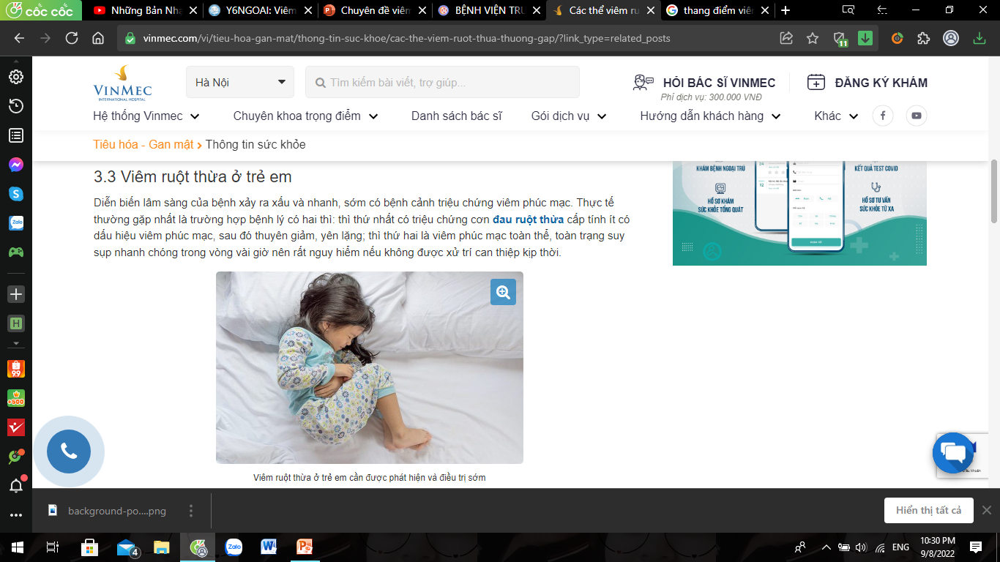 cốc cốc
Những Bản Nhạ
Y6NGOAI: Viêm
Chuyên đề viêm
BỆNH VIỆN TRU
Các thể viêm ru
thang điểm viêm
vinmec.com/vi/tieu-hoa-gan-mat/thong-tin-suc-khoe/cac-the-viem-ruot-thua-thuong-gap/?link_type=related_posts
11
VINMEC
INTERNATIONAL HOSPITAL
Hà Nội
Tìm kiếm bài viết, trợ giúp...
HỎI BÁC SĨ VINMEC
Phí dịch vụ: 300.000 VNĐ
ĐĂNG KÝ KHÁM
Hệ thống Vinmec
Chuyên khoa trọng điểm
Danh sách bác sĩ
Gói dịch vụ
Hướng dẫn khách hàng
Khác
Tiêu hóa - Gan mật > Thông tin sức khỏe
3.3 Viêm ruột thừa ở trẻ em
Diễn biến lâm sàng của bệnh xảy ra xấu và nhanh, sớm có bệnh cảnh triệu chứng viêm phúc mạc. Thực tế
thường gặp nhất là trường hợp bệnh lý có hai thì: thì thứ nhất có triệu chứng cơn đau ruột thừa cấp tính ít có
dấu hiệu viêm phúc mạc, sau đó thuyên giảm, yên lặng; thì thứ hai là viêm phúc mạc toàn thể, toàn trạng suy
sụp nhanh chóng trong vòng vài giờ nên rất nguy hiểm nếu không được xử trí can thiệp kịp thời.
KHÁM BỆNH NGOẠI TRÚ
KẾT QUẢ TEST COVID
HỒ SƠ KHÁM
SỨC KHỎE TỔNG QUÁT
HỒ SƠ TƯ VẤN
SỨC KHỎE TỪ XA
Viêm ruột thừa ở trẻ em cần được phát hiện và điều trị sớm
Zalo
H
99
+500
background-po....png
Hiển thị tất cả
4
Zalo
ENG
10:30 PM
9/8/2022